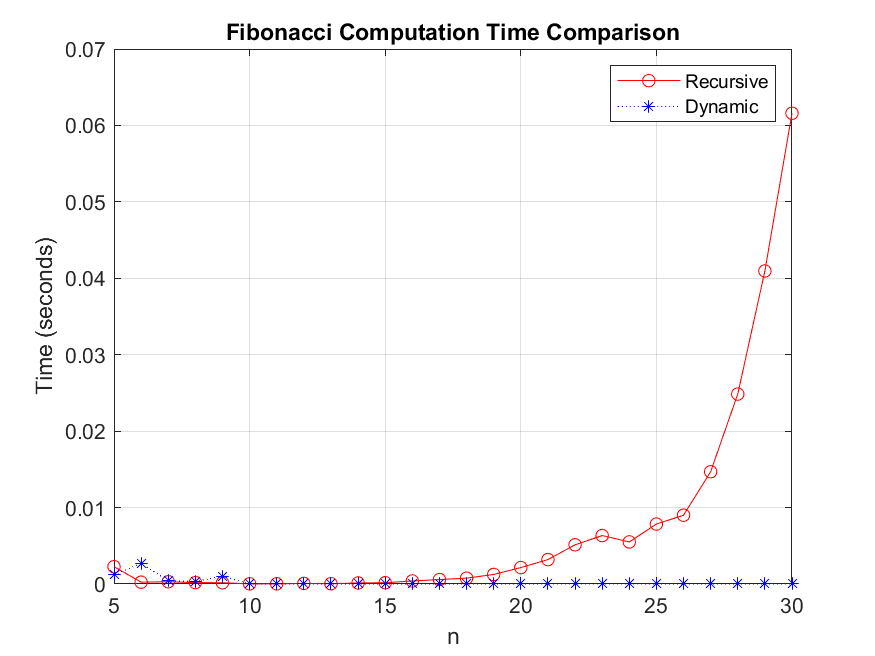 Fibonacci Computation Time Comparison
0.07
0.06
0.05
0.04
0.03
0.02
0.01
0
Time (seconds)
Recursive
Dynamic
5 10 15 20 25 30
n